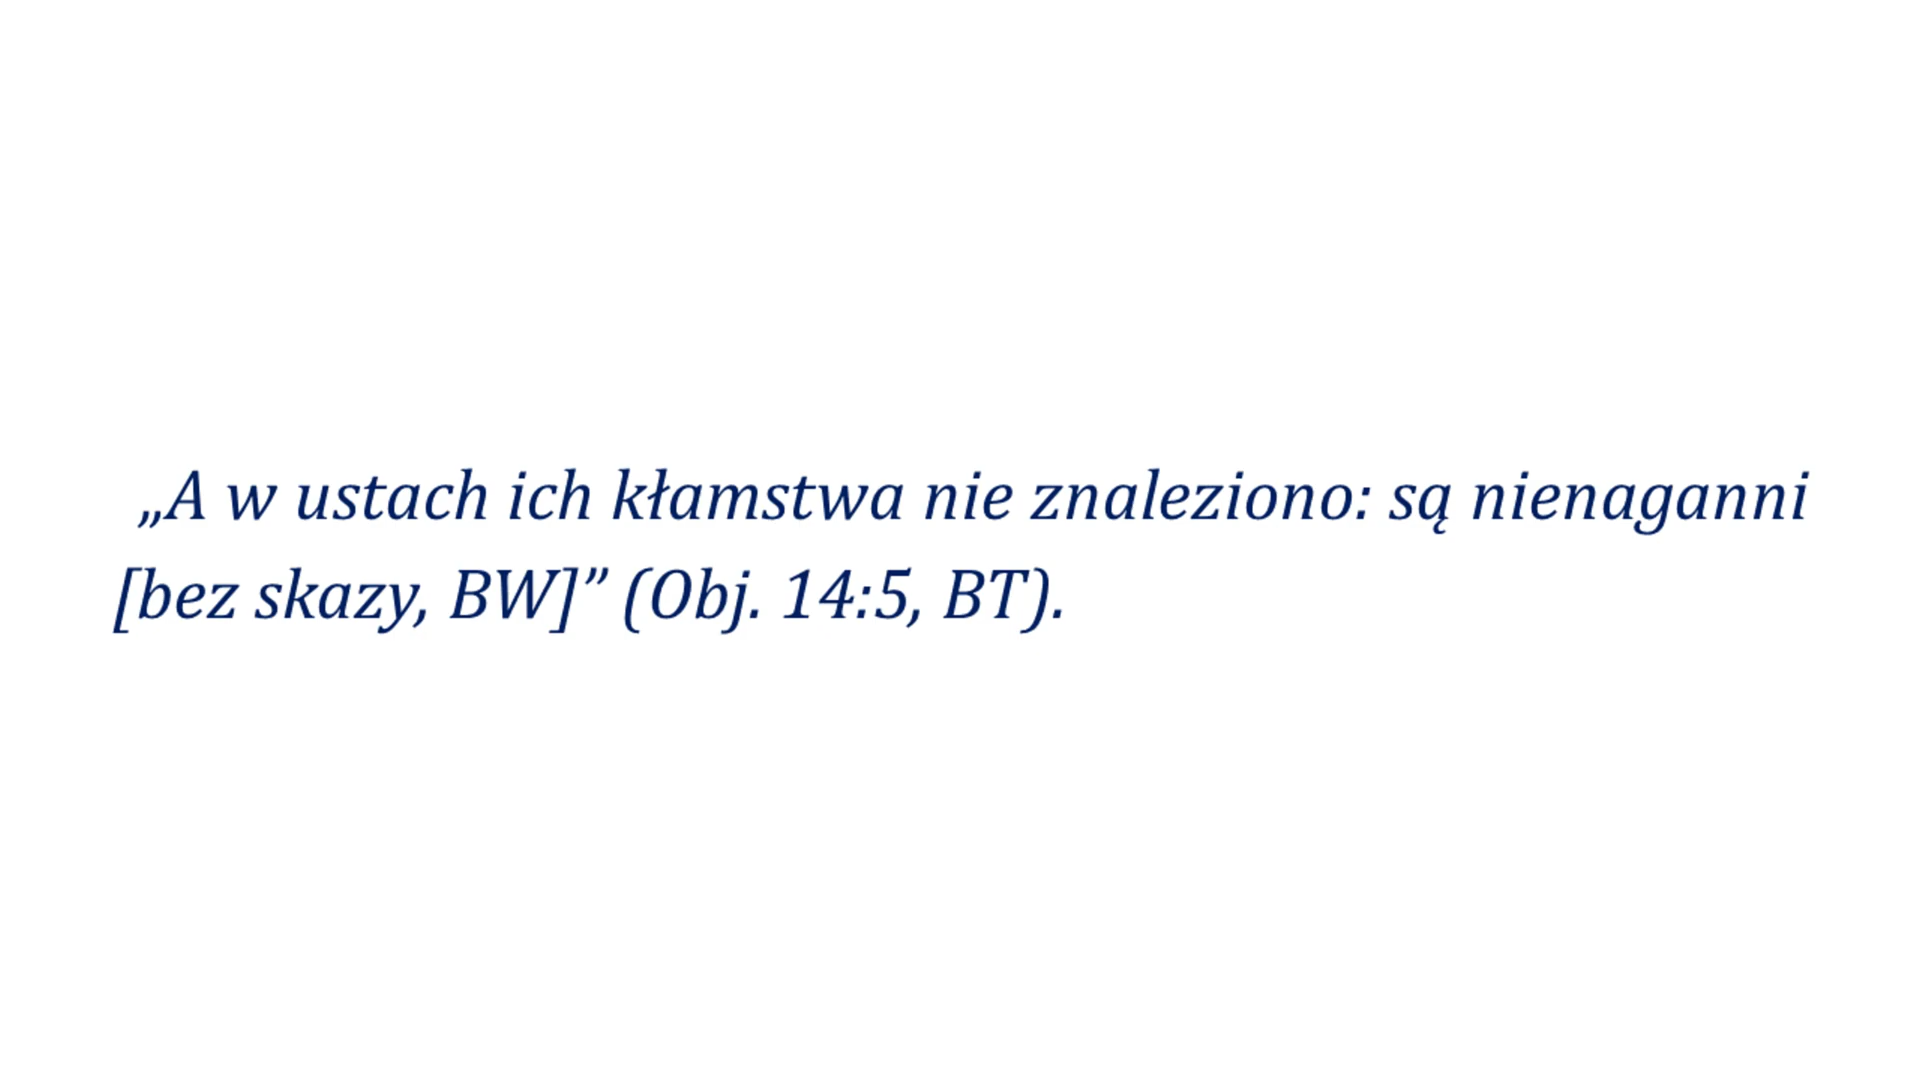 „A w ustach ich kłamstwa nie znaleziono: są nienaganni
[bez skazy, BW]” (Obj. 14:5, BT).